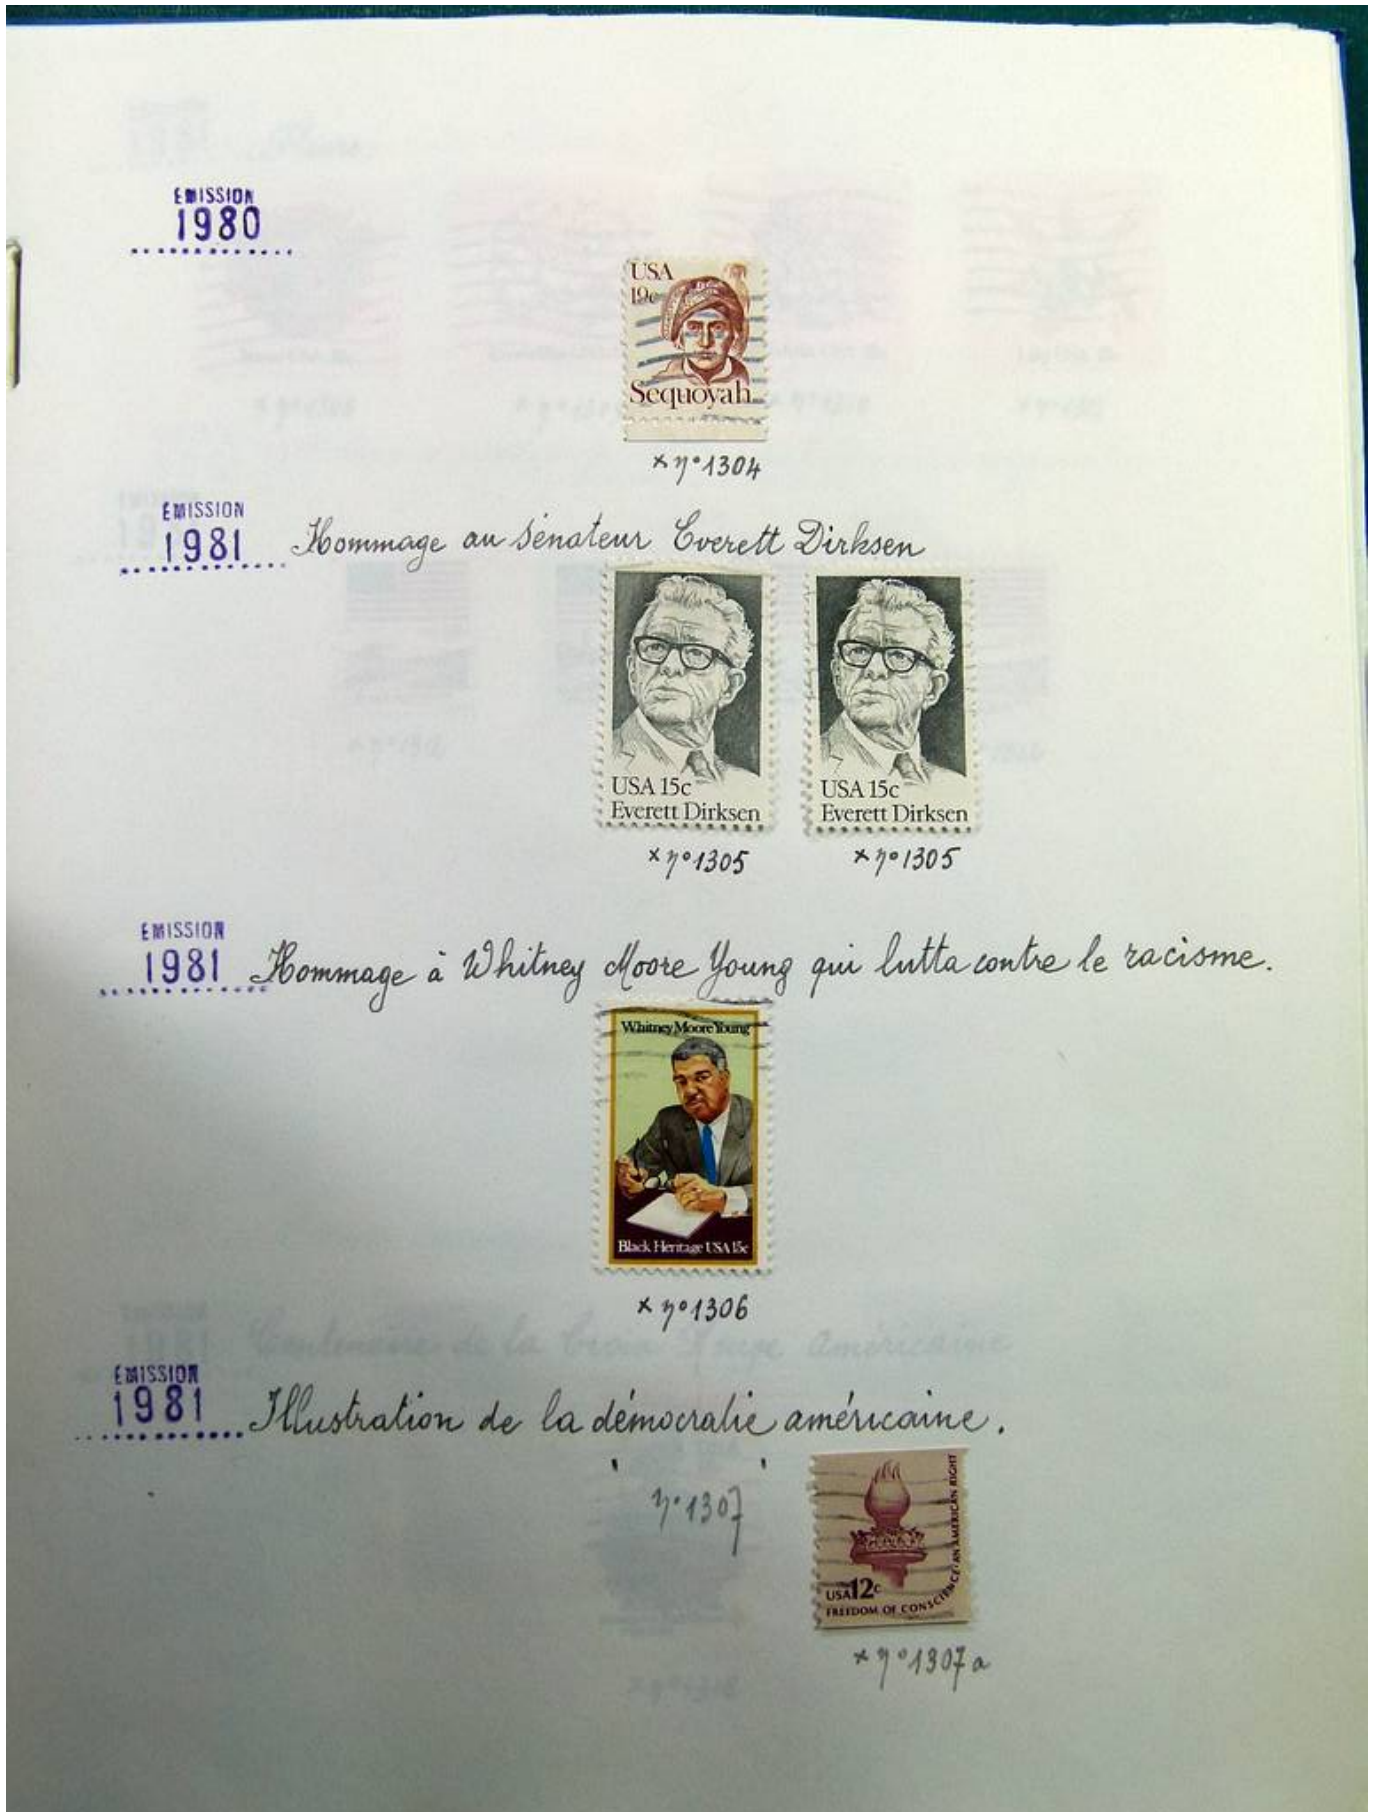 EMISSION
1980
USA
19c
Sequoyah
x n° 1304
EMISSION
1981 Hommage au Sénateur Everett Dirksen
USA 15c
Everett Dirksen
USA 15c
Everett Dirksen
x n° 1305
x n° 1305
EMISSION
1981 Hommage à Whitney Moore Young qui lutta contre le racisme.
Whitney Moore Young
Black Heritage USA 15c
x n° 1306
EMISSION
1981 Illustration de la démocratie américaine.
n° 1307
USA 12c
FREEDOM OF CONSCIENCE-AN AMERICAN RIGHT
x n° 1307a